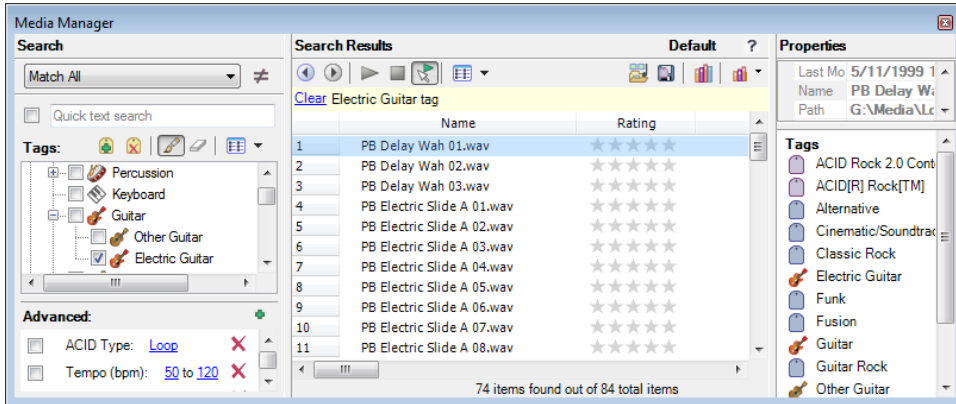 Media Manager
Search
Match All
Quick text search
Tags:
Percussion
Keyboard
Guitar
Other Guitar
Electric Guitar
Advanced:
ACID Type: Loop
Tempo (bpm): 50 to 120
Search Results Default ?
Clear Electric Guitar tag
Name Rating
1 PB Delay Wah 01.wav
2 PB Delay Wah 02.wav
3 PB Delay Wah 03.wav
4 PB Electric Slide A 01.wav
5 PB Electric Slide A 02.wav
6 PB Electric Slide A 03.wav
7 PB Electric Slide A 04.wav
8 PB Electric Slide A 05.wav
9 PB Electric Slide A 06.wav
10 PB Electric Slide A 07.wav
11 PB Electric Slide A 08.wav
74 items found out of 84 total items
Properties
Last Mo 5/11/1999 1
Name PB Delay Wa
Path G:\Media\Lo
Tags
ACID Rock 2.0 Conte
ACID[R] Rock[TM]
Alternative
Cinematic/Soundtrac
Classic Rock
Electric Guitar
Funk
Fusion
Guitar
Guitar Rock
Other Guitar